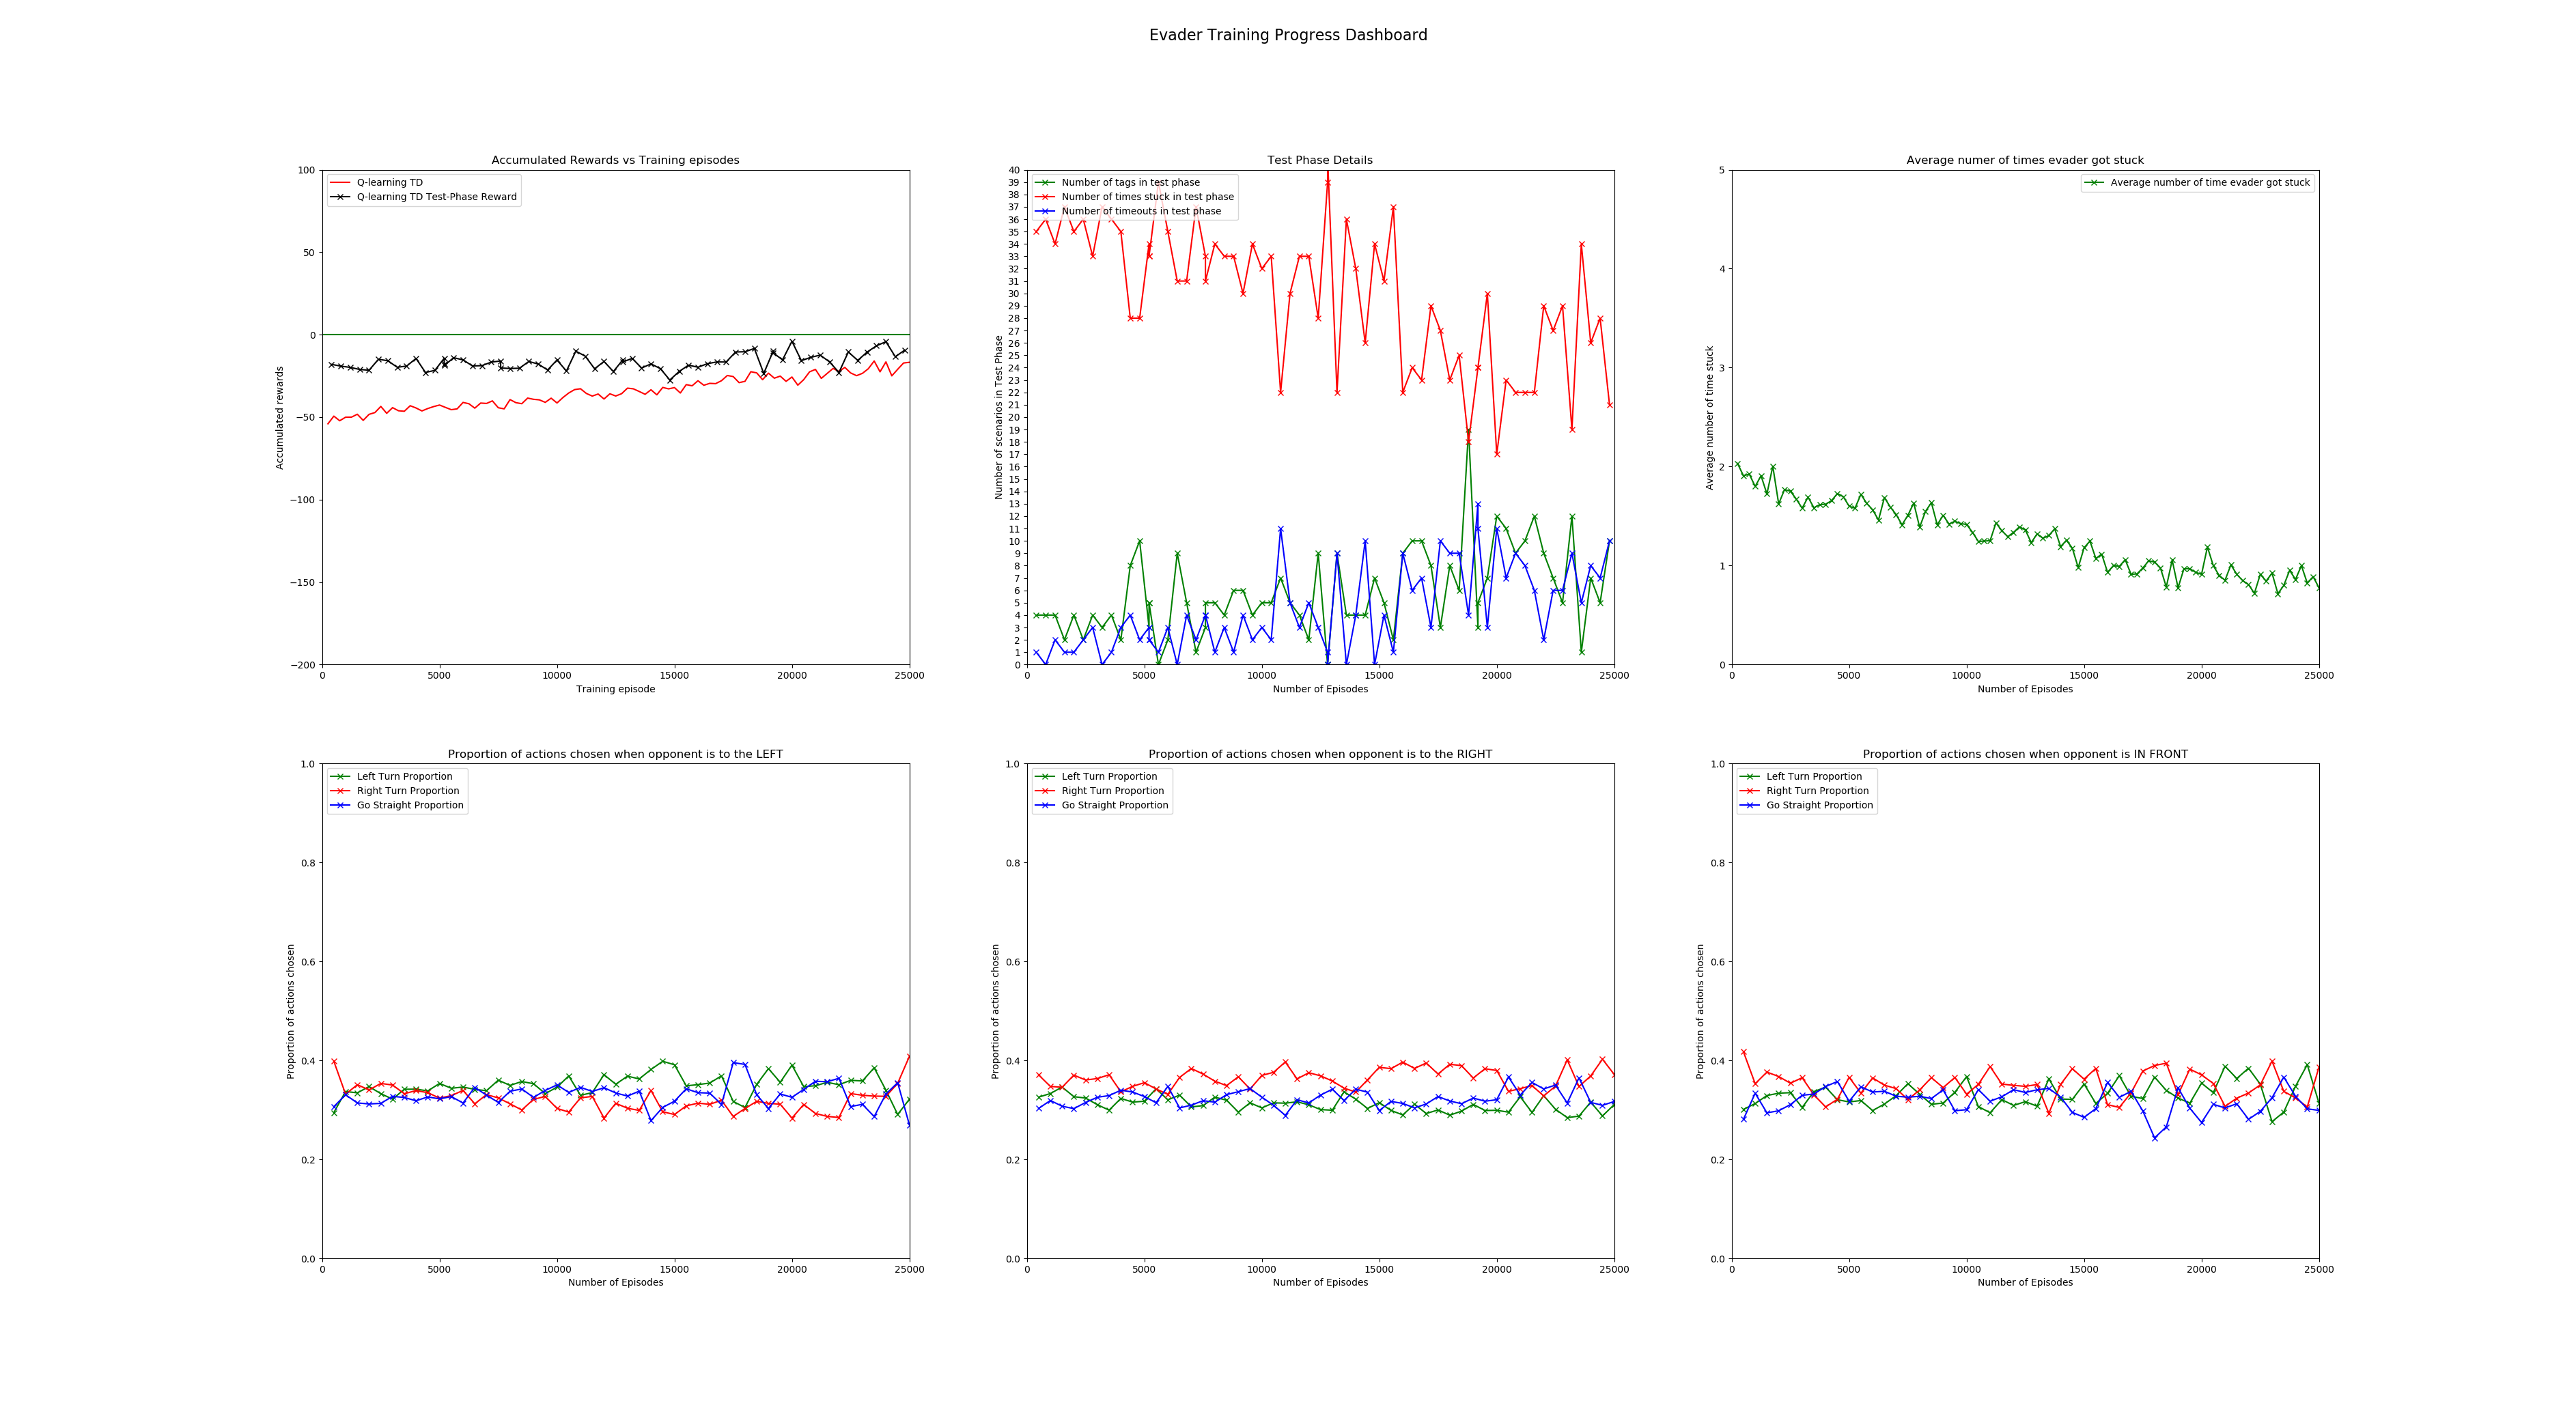 Evader Training Progress Dashboard
Accumulated Rewards vs Training episodes
Q-learning TD
Q-learning TD Test-Phase Reward
100
50
0
−50
−100
−150
−200
Accumulated rewards
0 5000 10000 15000 20000 25000
Training episode
Test Phase Details
Number of tags in test phase
Number of times stuck in test phase
Number of timeouts in test phase
40
39
38
37
36
35
34
33
32
31
30
29
28
27
26
25
24
23
22
21
20
19
18
17
16
15
14
13
12
11
10
9
8
7
6
5
4
3
2
1
0
Number of scenarios in Test Phase
0 5000 10000 15000 20000 25000
Number of Episodes
Average numer of times evader got stuck
Average number of time evader got stuck
5
4
3
2
1
0
Average number of time stuck
0 5000 10000 15000 20000 25000
Number of Episodes
Proportion of actions chosen when opponent is to the LEFT
Left Turn Proportion
Right Turn Proportion
Go Straight Proportion
1.0
0.8
0.6
0.4
0.2
0.0
Proportion of actions chosen
0 5000 10000 15000 20000 25000
Number of Episodes
Proportion of actions chosen when opponent is to the RIGHT
Left Turn Proportion
Right Turn Proportion
Go Straight Proportion
1.0
0.8
0.6
0.4
0.2
0.0
Proportion of actions chosen
0 5000 10000 15000 20000 25000
Number of Episodes
Proportion of actions chosen when opponent is IN FRONT
Left Turn Proportion
Right Turn Proportion
Go Straight Proportion
1.0
0.8
0.6
0.4
0.2
0.0
Proportion of actions chosen
0 5000 10000 15000 20000 25000
Number of Episodes